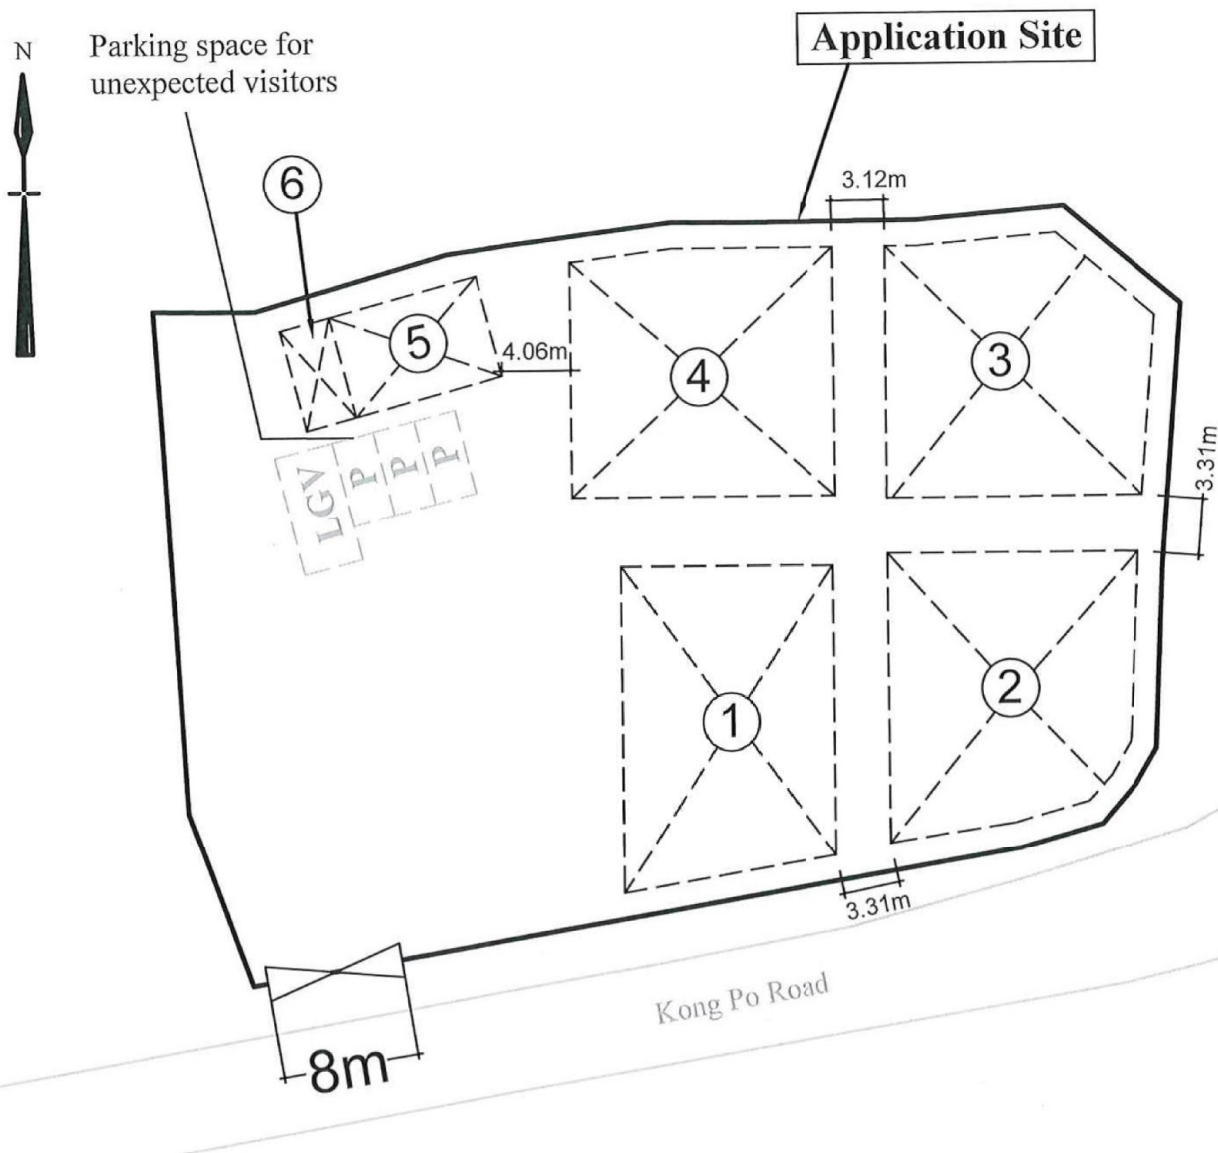 N
Parking space for
unexpected visitors
Application Site
6
3.12m
5
4.06m
4
3
3.31m
LGV
P
P
P
1
2
3.31m
Kong Po Road
8m